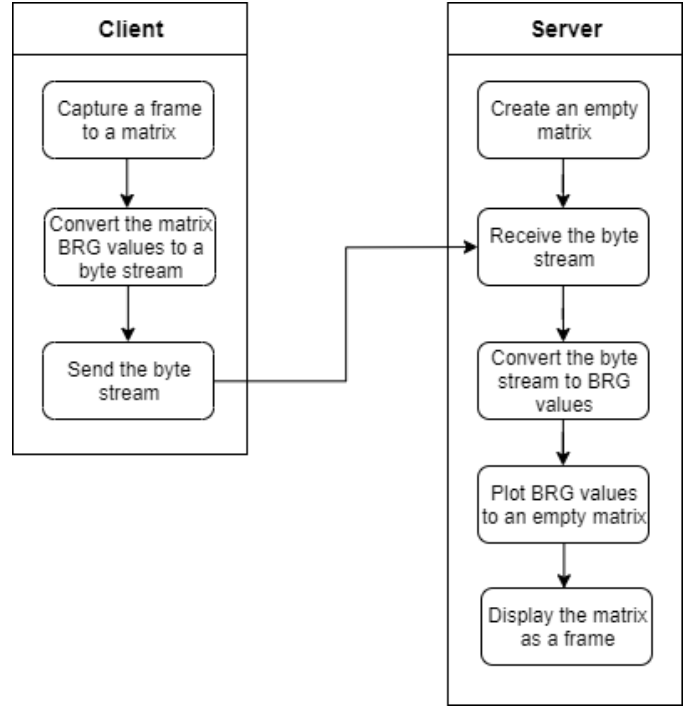 Client
Capture a frame
to a matrix
Convert the matrix
BRG values to a
byte stream
Send the byte
stream
Server
Create an empty
matrix
Receive the byte
stream
Convert the byte
stream to BRG
values
Plot BRG values
to an empty matrix
Display the matrix
as a frame